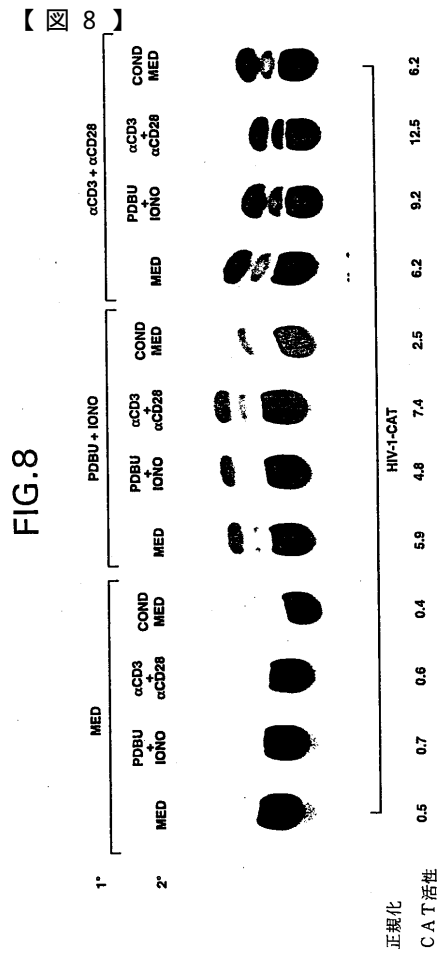 【図 8】
FIG.8
1° MED PDBU + IONO αCD3 + αCD28
2° MED PDBU + IONO αCD3 + αCD28 COND MED MED PDBU + IONO αCD3 + αCD28 COND MED MED PDBU + IONO αCD3 + αCD28 COND MED
HIV-1-CAT
正規化
CAT活性 0.5 0.7 0.6 0.4 5.9 4.8 7.4 2.5 6.2 9.2 12.5 6.2